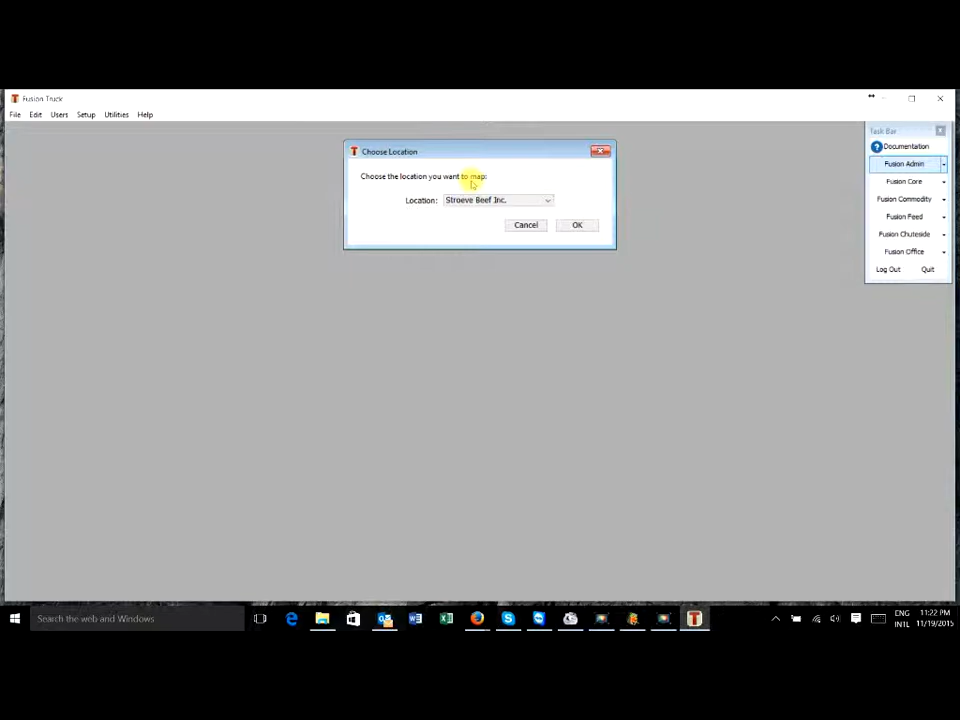 Fusion Truck
File Edit Users Setup Utilities Help
Task Bar
Documentation
Fusion Admin
Fusion Core
Fusion Commodity
Fusion Feed
Fusion Chuteside
Fusion Office
Log Out Quit
Choose Location
Choose the location you want to map:
Location: Stroeve Beef Inc.
Cancel OK
Search the web and Windows
ENG 11:22 PM
INTL 11/19/2015